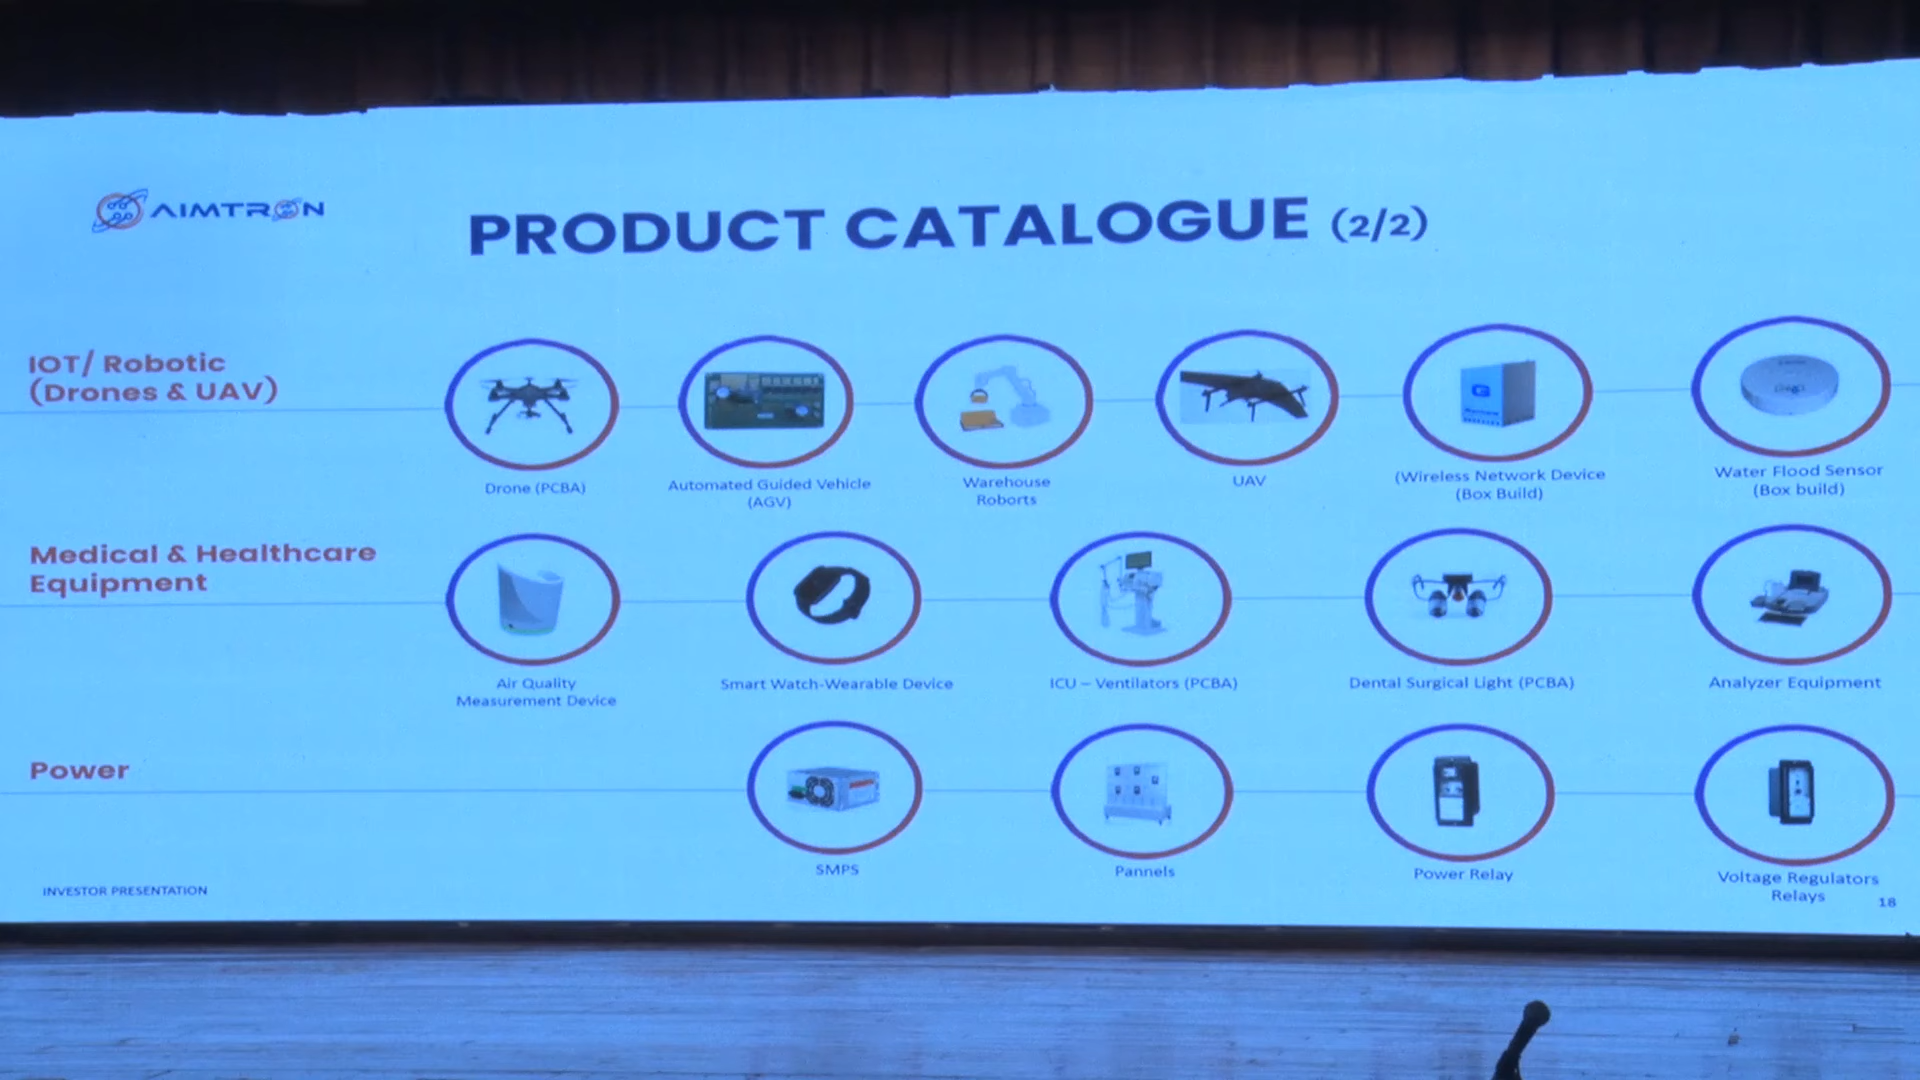 AIMTRON
PRODUCT CATALOGUE (2/2)
IOT/ Robotic
(Drones & UAV)
Drone (PCBA)
Automated Guided Vehicle
(AGV)
Warehouse
Roborts
UAV
(Wireless Network Device
(Box Build)
Water Flood Sensor
(Box build)
Medical & Healthcare
Equipment
Air Quality
Measurement Device
Smart Watch-Wearable Device
ICU – Ventilators (PCBA)
Dental Surgical Light (PCBA)
Analyzer Equipment
Power
SMPS
Pannels
Power Relay
Voltage Regulators
Relays
INVESTOR PRESENTATION
18